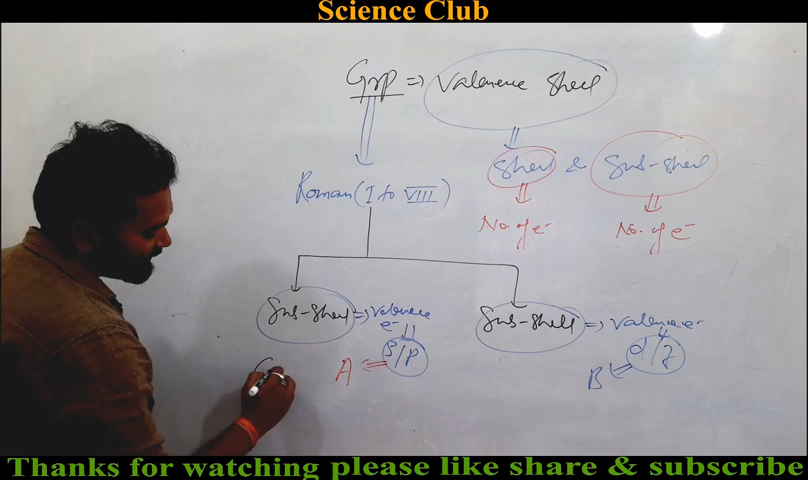 Science Club
Grp => Valence Shell
Shell & Sub-shell
Roman (I to VIII)
No. of e- No. of e-
Sub-Shell => Valence e- Sub-Shell => Valence e-
A <= S/P
B d/f
Thanks for watching please like share & subscribe